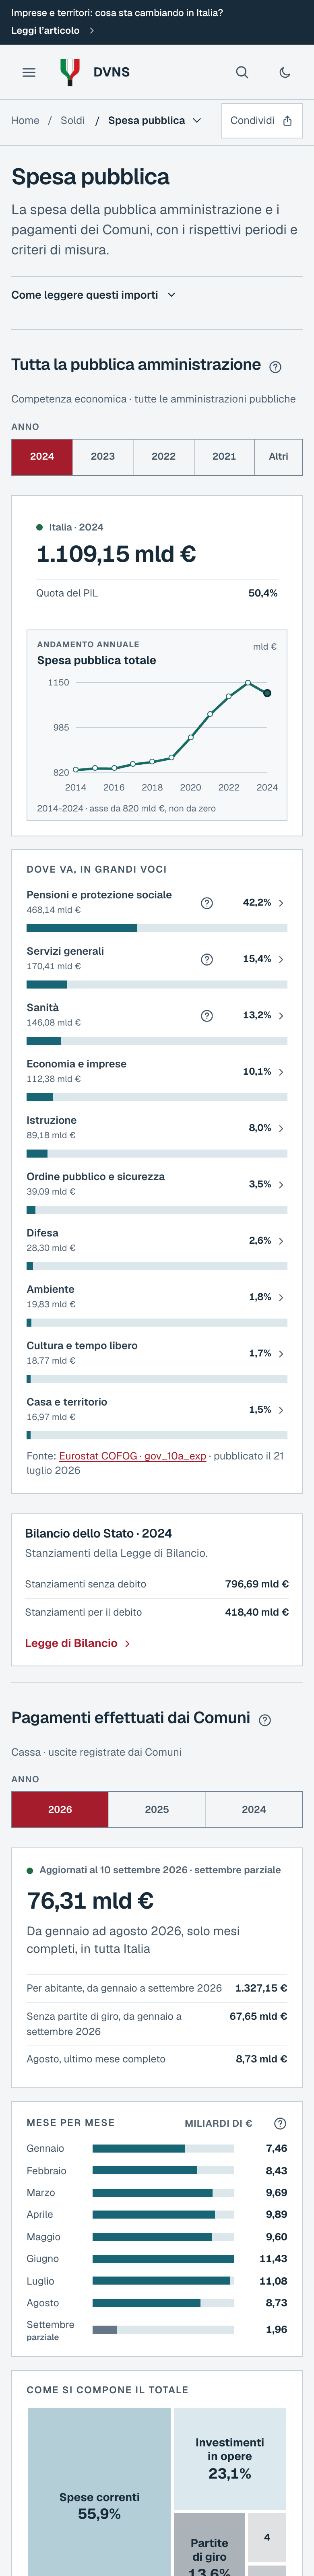 Imprese e territori: cosa sta cambiando in Italia?
Leggi l'articolo
DVNS
Home / Soldi / Spesa pubblica
Condividi
Spesa pubblica
La spesa della pubblica amministrazione e i
pagamenti dei Comuni, con i rispettivi periodi e
criteri di misura.
Come leggere questi importi
Tutta la pubblica amministrazione
Competenza economica · tutte le amministrazioni pubbliche
ANNO
2024 2023 2022 2021 Altri
Italia · 2024
1.109,15 mld €
Quota del PIL 50,4%
ANDAMENTO ANNUALE mld €
Spesa pubblica totale
1150
985
820
2014 2016 2018 2020 2022 2024
2014-2024 · asse da 820 mld €, non da zero
DOVE VA, IN GRANDI VOCI
Pensioni e protezione sociale
468,14 mld €
42,2%
Servizi generali
170,41 mld €
15,4%
Sanità
146,08 mld €
13,2%
Economia e imprese
112,38 mld €
10,1%
Istruzione
89,18 mld €
8,0%
Ordine pubblico e sicurezza
39,09 mld €
3,5%
Difesa
28,30 mld €
2,6%
Ambiente
19,83 mld €
1,8%
Cultura e tempo libero
18,77 mld €
1,7%
Casa e territorio
16,97 mld €
1,5%
Fonte: Eurostat COFOG · gov_10a_exp · pubblicato il 21
luglio 2026
Bilancio dello Stato · 2024
Stanziamenti della Legge di Bilancio.
Stanziamenti senza debito 796,69 mld €
Stanziamenti per il debito 418,40 mld €
Legge di Bilancio
Pagamenti effettuati dai Comuni
Cassa · uscite registrate dai Comuni
ANNO
2026 2025 2024
Aggiornati al 10 settembre 2026 · settembre parziale
76,31 mld €
Da gennaio ad agosto 2026, solo mesi
completi, in tutta Italia
Per abitante, da gennaio a settembre 2026 1.327,15 €
Senza partite di giro, da gennaio a
settembre 2026
67,65 mld €
Agosto, ultimo mese completo 8,73 mld €
MESE PER MESE MILIARDI DI €
Gennaio 7,46
Febbraio 8,43
Marzo 9,69
Aprile 9,89
Maggio 9,60
Giugno 11,43
Luglio 11,08
Agosto 8,73
Settembre
parziale
1,96
COME SI COMPONE IL TOTALE
Spese correnti
55,9%
Investimenti
in opere
23,1%
Partite
di giro
13,6%
4